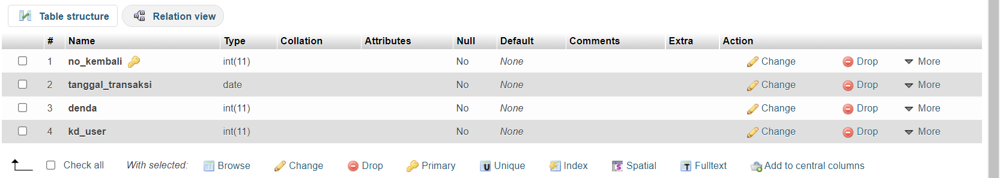 Table structure Relation view
# Name Type Collation Attributes Null Default Comments Extra Action
1 no_kembali int(11) No None Change Drop More
2 tanggal_transaksi date No None Change Drop More
3 denda int(11) No None Change Drop More
4 kd_user int(11) No None Change Drop More
Check all With selected: Browse Change Drop Primary U Unique Index S Spatial T Fulltext Add to central columns